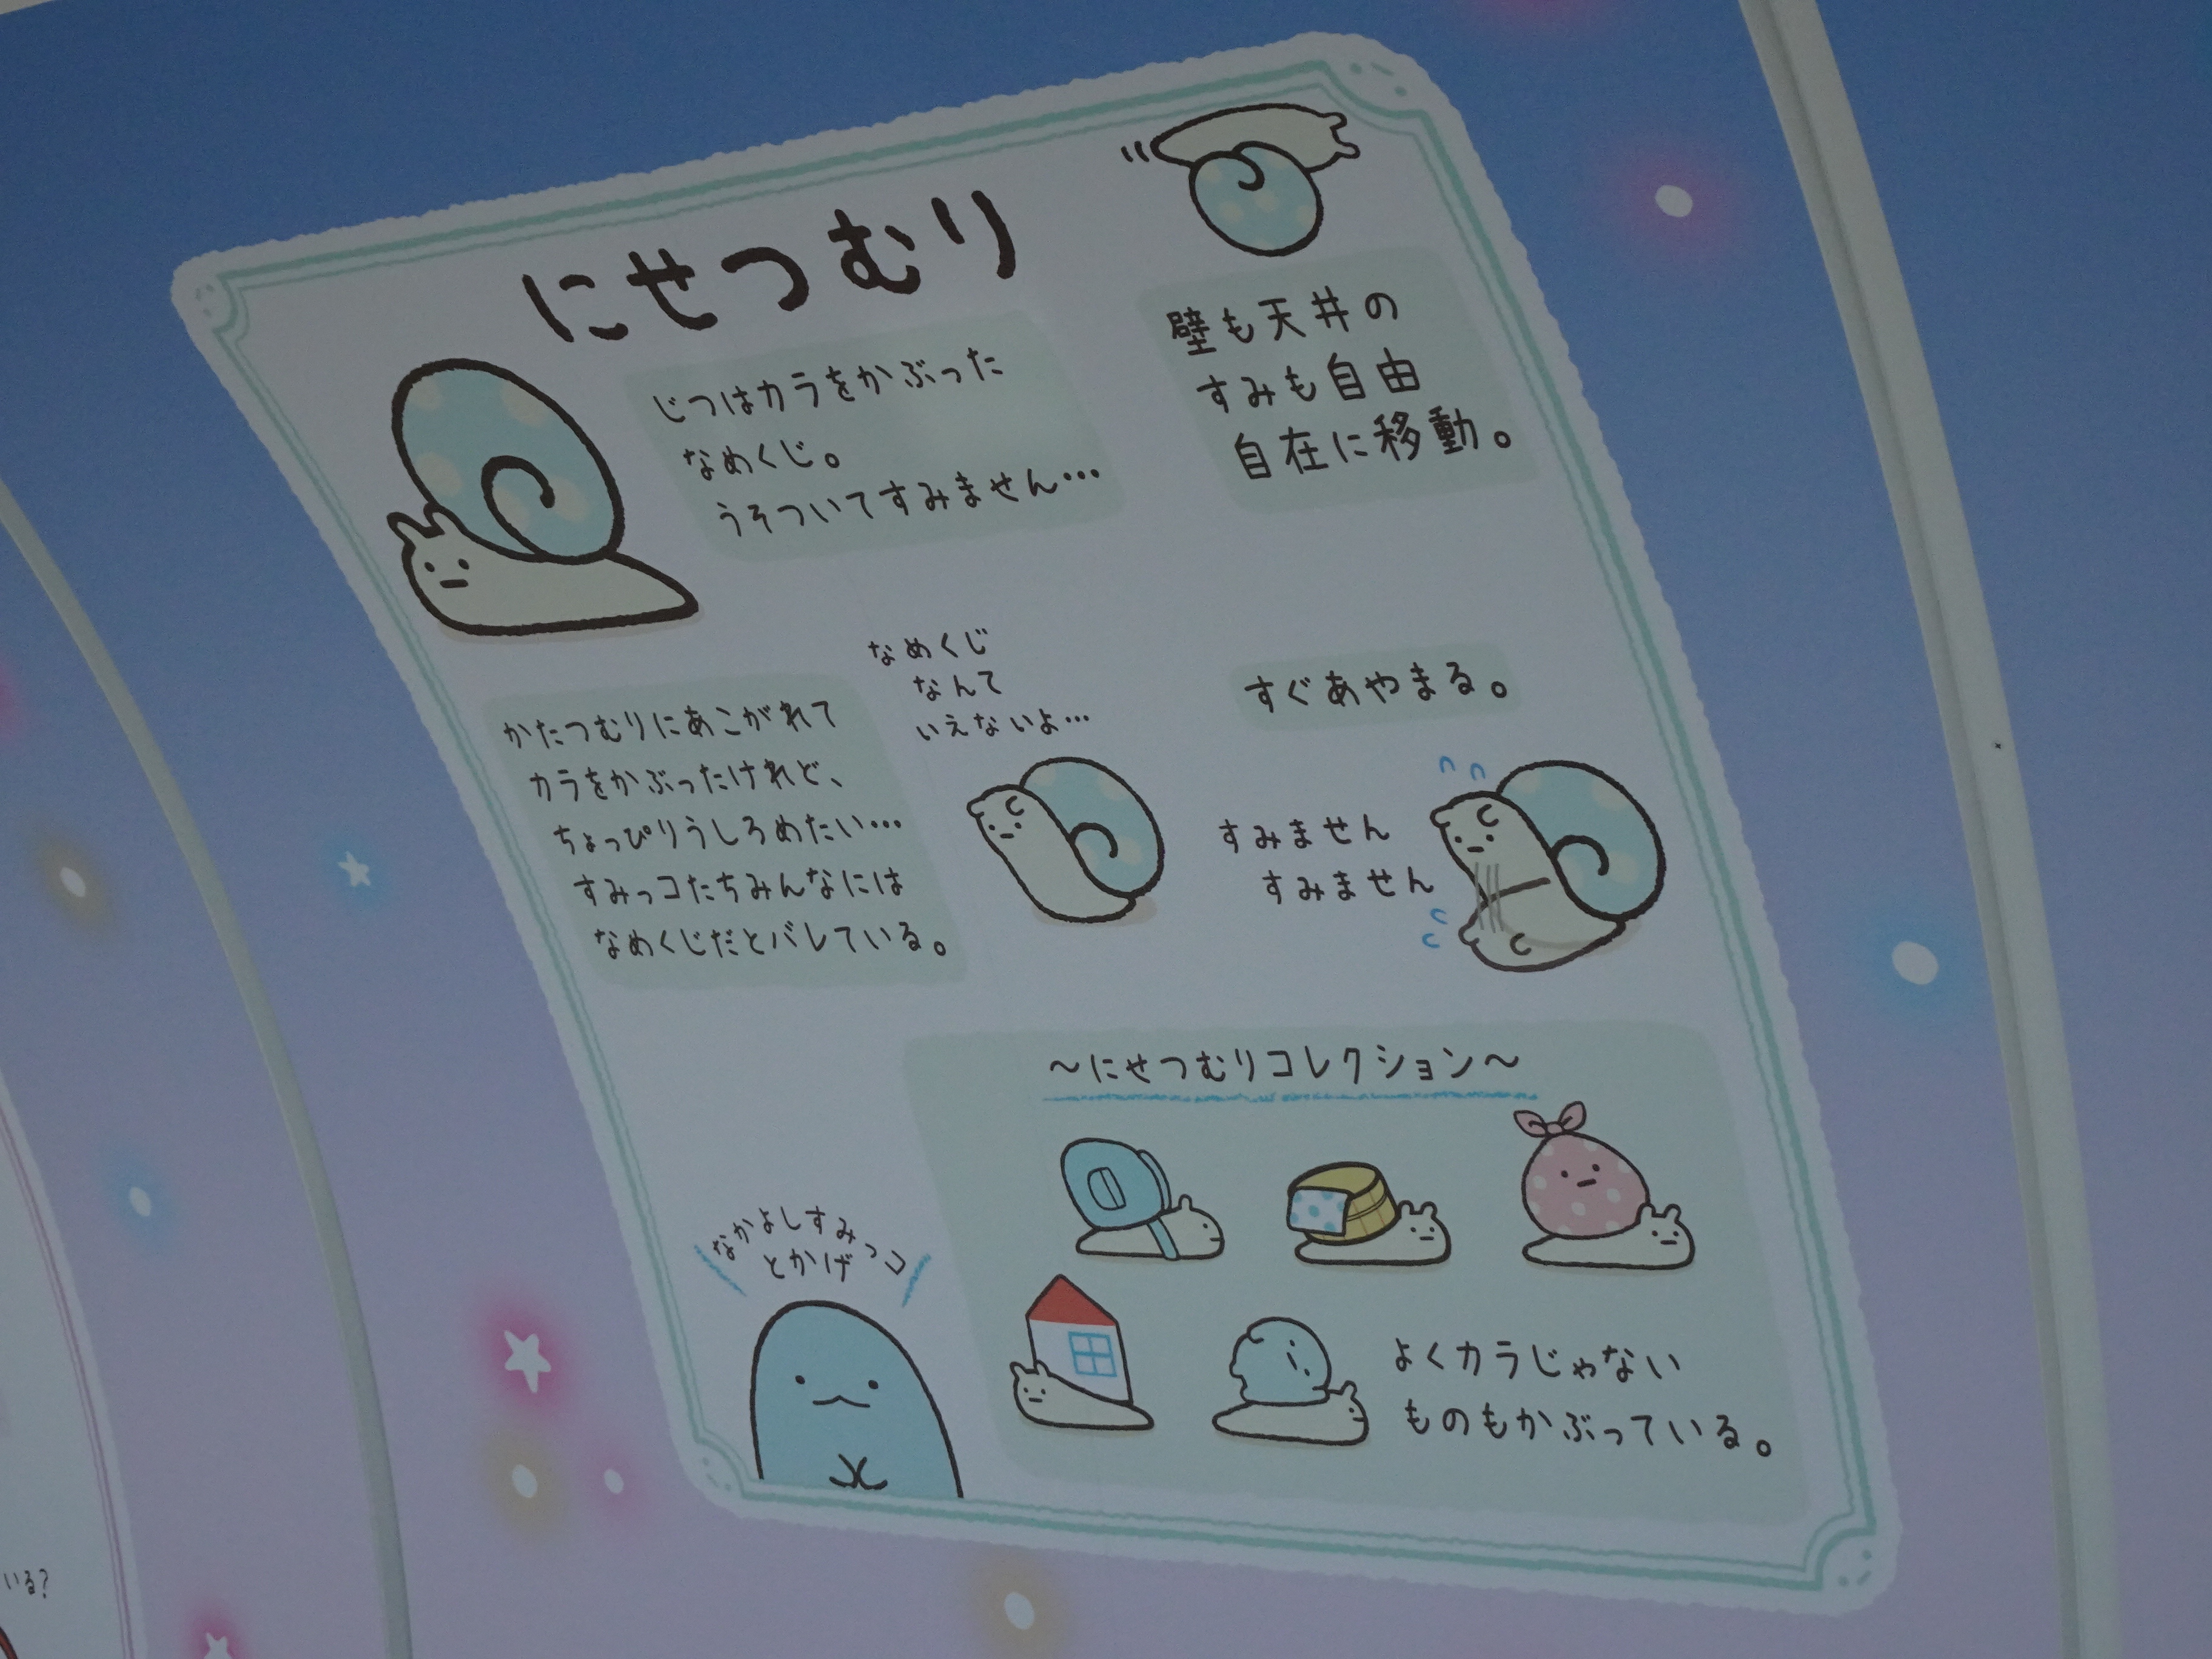 にせつむり
じつはカラをかぶった
なめくじ。
うそついてすみません…
壁も天井の
すみも自由
自在に移動。
かたつむりにあこがれて
カラをかぶったけれど、
ちょっぴりうしろめたい…
すみっコたちみんなには
なめくじだとバレている。
なめくじ
なんて
いえないよ…
すぐあやまる。
すみません
すみません
～にせつむりコレクション～
よくカラじゃない
ものもかぶっている。
なかよしすみっコ
とかげ
いる?